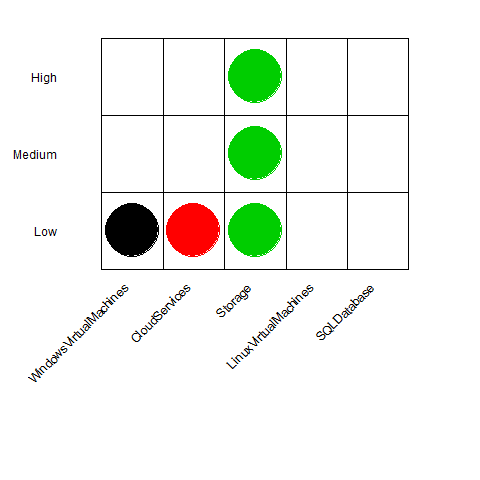 High
Medium
Low
WindowsVirtualMachines
CloudServices
Storage
LinuxVirtualMachines
SQLDatabase